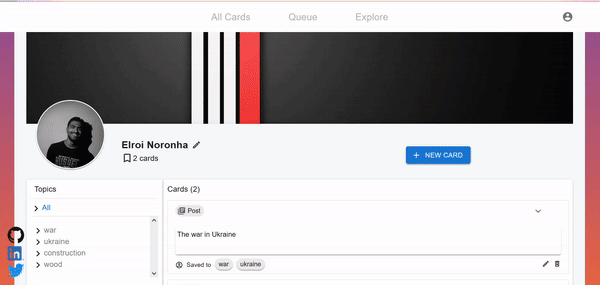 All Cards Queue Explore
Elroi Noronha
2 cards
+ NEW CARD
Topics
All
war
ukraine
construction
wood
Cards (2)
Post
The war in Ukraine
Saved to war ukraine